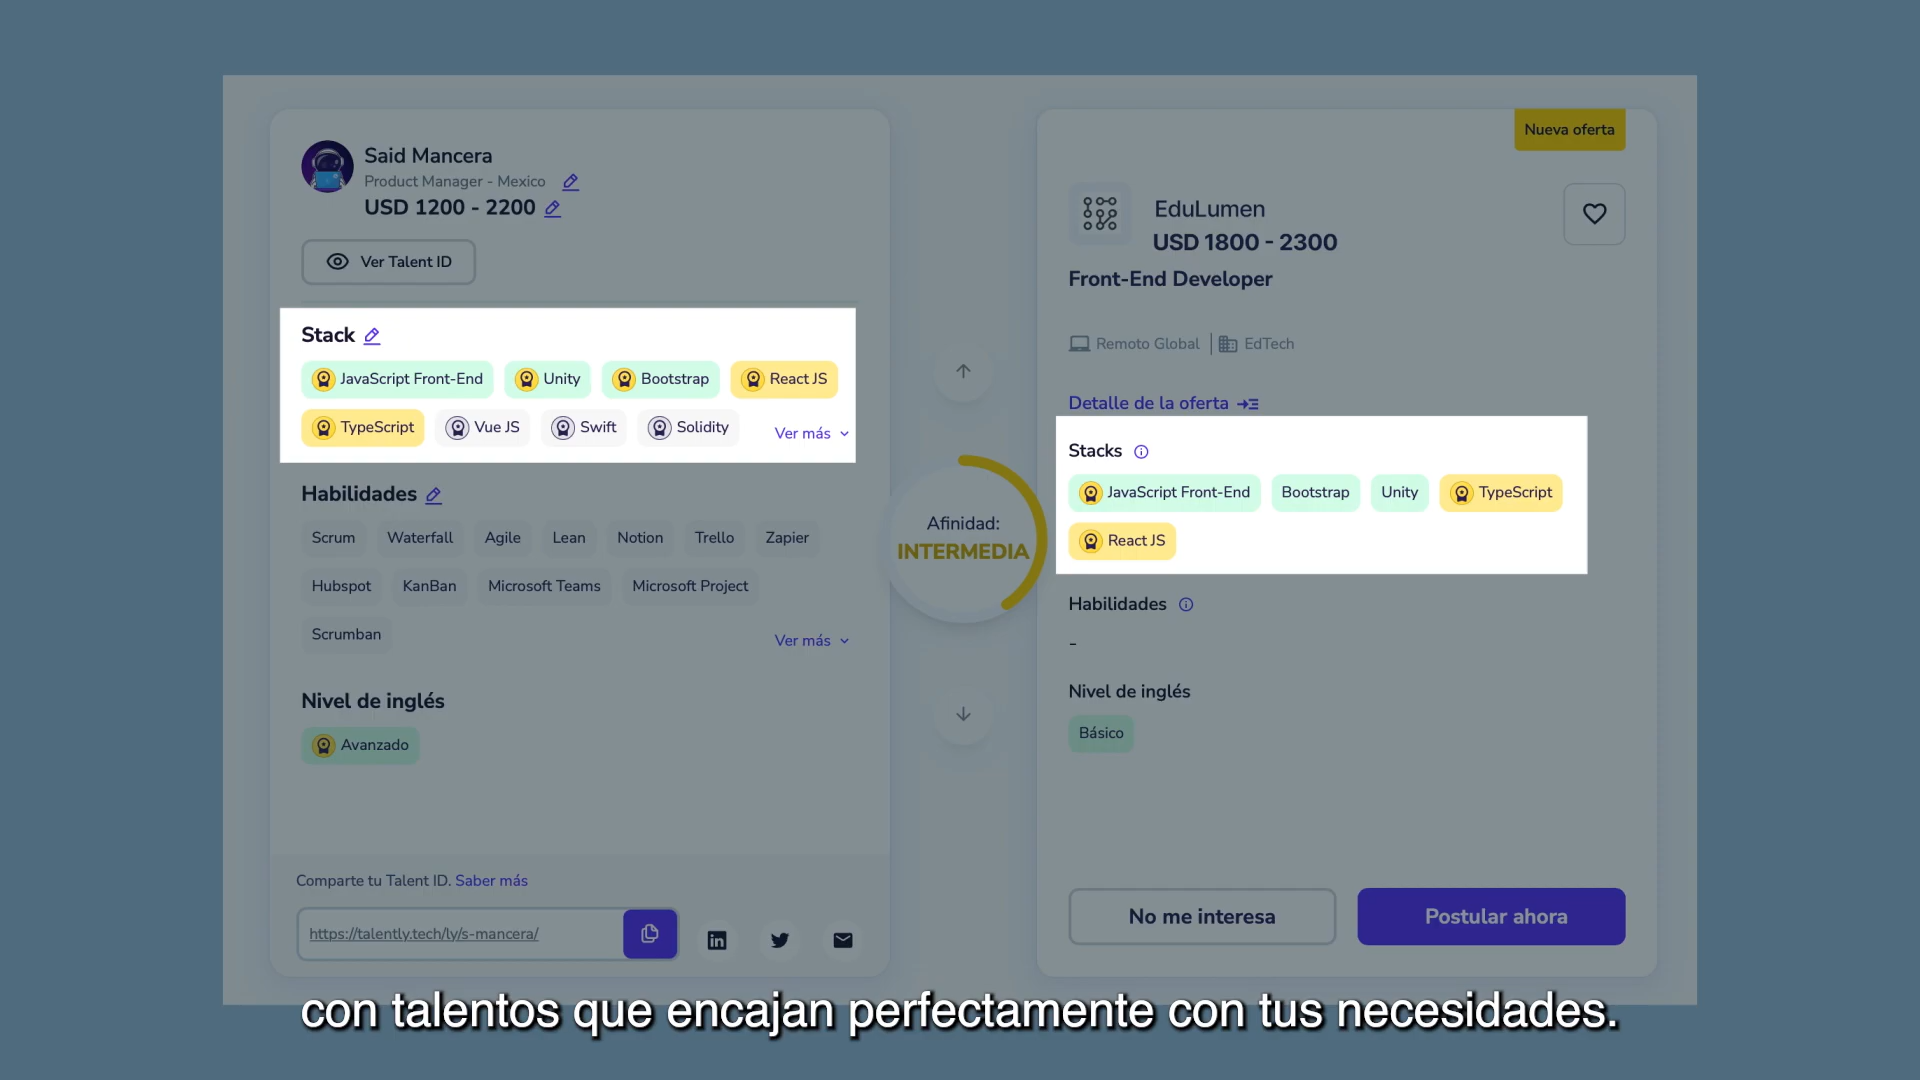 Said Mancera
Product Manager - Mexico
USD 1200 - 2200
Ver Talent ID
Stack
JavaScript Front-End Unity Bootstrap React JS
TypeScript Vue JS Swift Solidity Ver más
Habilidades
Scrum Waterfall Agile Lean Notion Trello Zapier
Hubspot KanBan Microsoft Teams Microsoft Project
Scrumban Ver más
Nivel de inglés
Avanzado
Comparte tu Talent ID. Saber más
https://talently.tech/ly/s-mancera/
Afinidad:
INTERMEDIA
Nueva oferta
EduLumen
USD 1800 - 2300
Front-End Developer
Remoto Global | EdTech
Detalle de la oferta
Stacks
JavaScript Front-End Bootstrap Unity TypeScript
React JS
Habilidades
-
Nivel de inglés
Básico
No me interesa Postular ahora
con talentos que encajan perfectamente con tus necesidades.